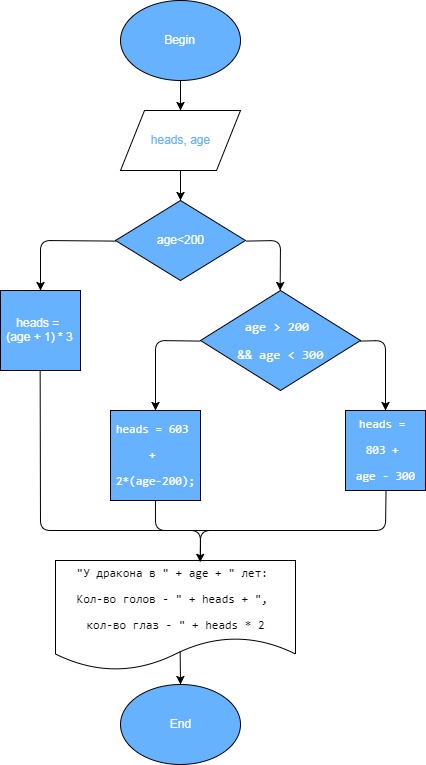 Begin
heads, age
age<200
heads =
(age + 1) * 3
age > 200
&& age < 300
heads = 603
+
2*(age-200);
heads =
803 +
age - 300
"У дракона в " + age + " лет:
Кол-во голов - " + heads + ",
кол-во глаз - " + heads * 2
End